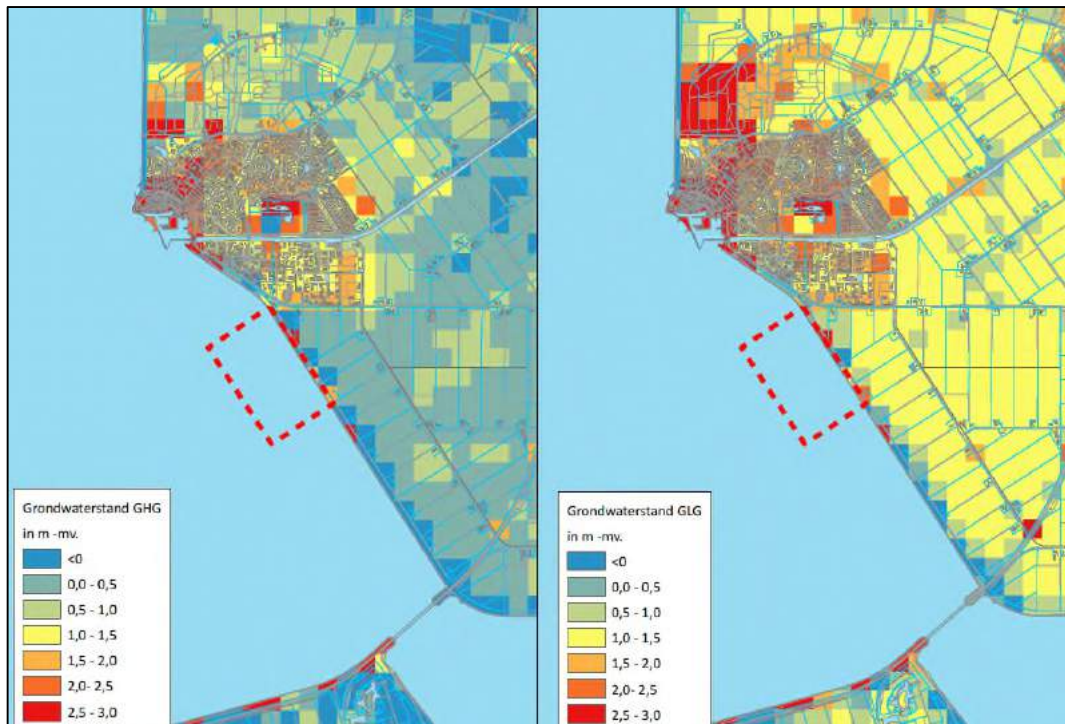 Grondwaterstand GHG
in m -mv.
<0
0,0 - 0,5
0,5 - 1,0
1,0 - 1,5
1,5 - 2,0
2,0 - 2,5
2,5 - 3,0
Grondwaterstand GLG
in m -mv.
<0
0,0 - 0,5
0,5 - 1,0
1,0 - 1,5
1,5 - 2,0
2,0- 2,5
2,5 - 3,0